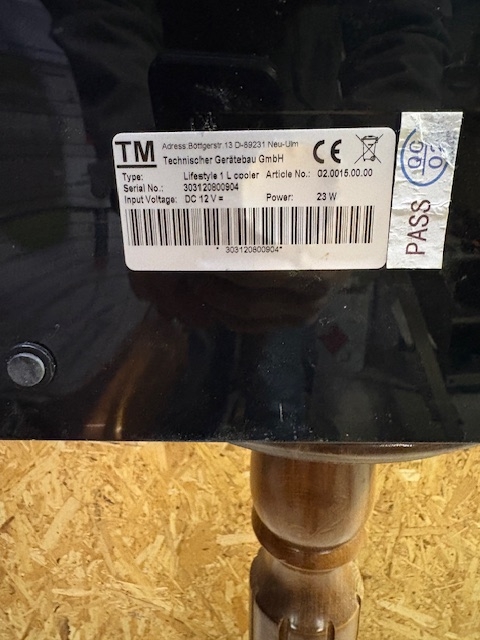 TM
Adress:Böttgerstr.13 D-89231 Neu-Ulm
Technischer Gerätebau GmbH
CE
Type: Lifestyle 1 L cooler Article No.: 02.0015.00.00
Serial No.: 303120800904
Input Voltage: DC 12 V= Power: 23 W
* 303120800904*
PASS